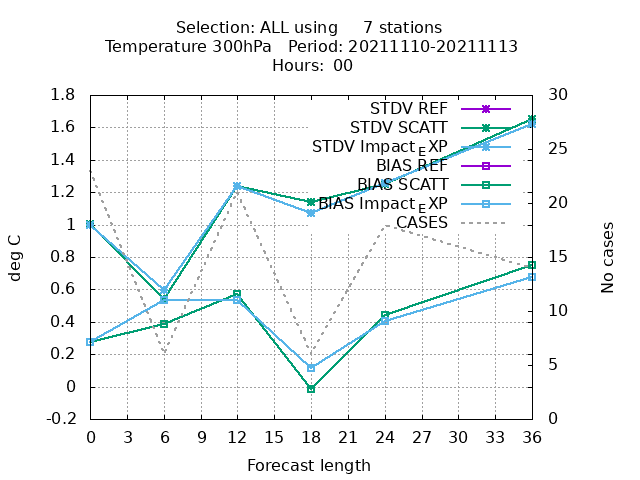 Selection: ALL using     7 stations
Temperature 300hPa   Period: 20211110-20211113
Hours:  00
1.8
1.6
1.4
1.2
1
0.8
0.6
0.4
0.2
0
-0.2
deg C
STDV REF
STDV SCATT
STDV Impact_EXP
BIAS REF
BIAS SCATT
BIAS Impact_EXP
CASES
30
25
20
15
10
5
0
No cases
0 3 6 9 12 15 18 21 24 27 30 33 36
Forecast length